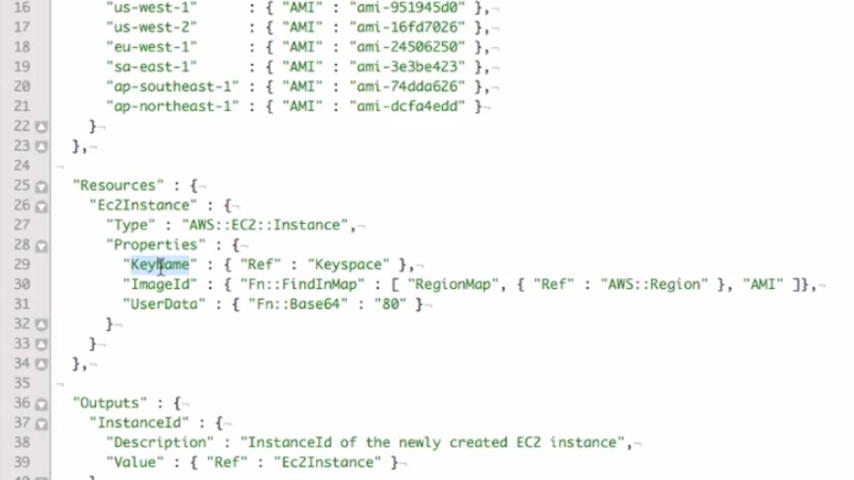 16 "us-west-1" : { "AMI" : "ami-951945d0" },
17 "us-west-2" : { "AMI" : "ami-16fd7026" },
18 "eu-west-1" : { "AMI" : "ami-24506250" },
19 "sa-east-1" : { "AMI" : "ami-3e3be423" },
20 "ap-southeast-1" : { "AMI" : "ami-74dda626" },
21 "ap-northeast-1" : { "AMI" : "ami-dcfa4edd" }
22 }
23 },
24
25 "Resources" : {
26 "Ec2Instance" : {
27 "Type" : "AWS::EC2::Instance",
28 "Properties" : {
29 "KeyName" : { "Ref" : "Keyspace" },
30 "ImageId" : { "Fn::FindInMap" : [ "RegionMap", { "Ref" : "AWS::Region" }, "AMI" ]},
31 "UserData" : { "Fn::Base64" : "80" }
32 }
33 }
34 },
35
36 "Outputs" : {
37 "InstanceId" : {
38 "Description" : "InstanceId of the newly created EC2 instance",
39 "Value" : { "Ref" : "Ec2Instance" }